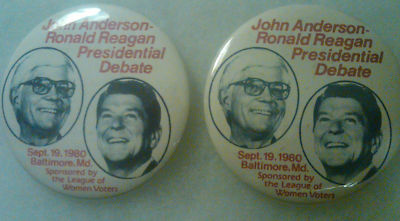 John Anderson-
Ronald Reagan
Presidential
Debate
Sept. 19, 1980
Baltimore, Md.
Sponsored by
the League of
Women Voters
John Anderson-
Ronald Reagan
Presidential
Debate
Sept. 19, 1980
Baltimore, Md.
Sponsored by
the League of
Women Voters